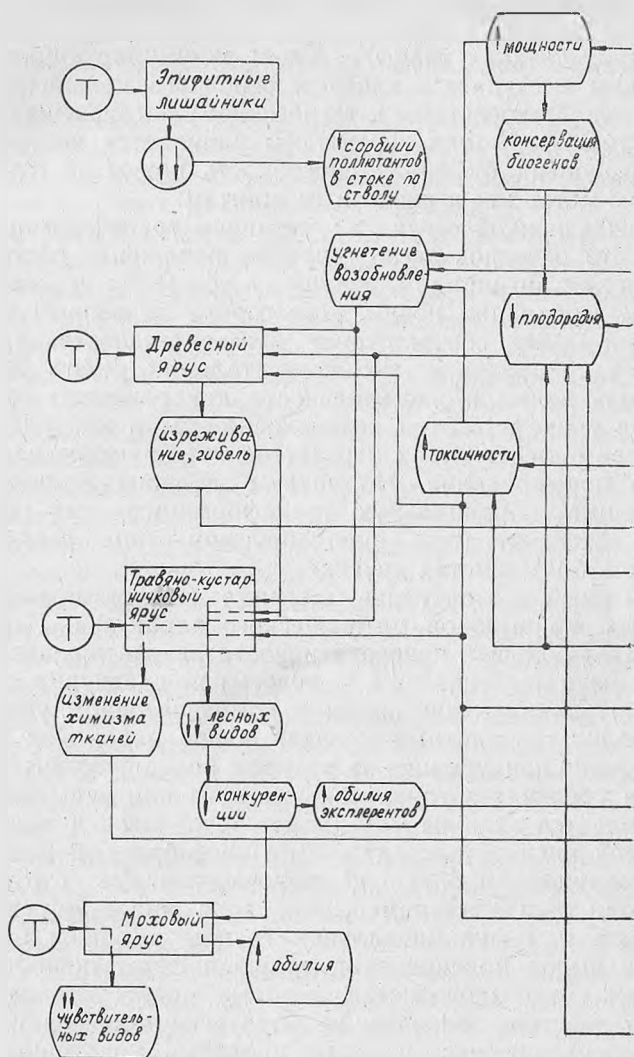 мощности
Т
Эпифитные
лишайники
консервация
биогенов
сорбции
поллютантов
в стоке по
стволу
угнетение
возобновле-
ния
плодородия
Т
Древесный
ярус
изрежива-
ние, гибель
токсичности
Травяно-кустар-
ничковый
ярус
Т
изменение
химизма
тканей
лесных
видов
конкурен-
ции
обилия
эксплерентов
Т
Моховый
ярус
обилия
чувствитель-
ных видов